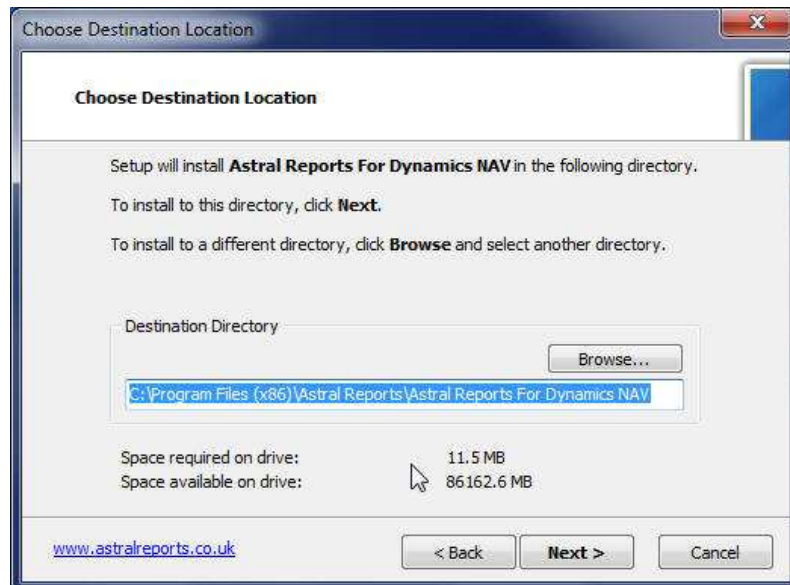 Choose Destination Location
Choose Destination Location
Setup will install Astral Reports For Dynamics NAV in the following directory.
To install to this directory, click Next.
To install to a different directory, click Browse and select another directory.
Destination Directory
Browse...
C:\Program Files (x86)\Astral Reports\Astral Reports For Dynamics NAV
Space required on drive: 11.5 MB
Space available on drive: 86162.6 MB
www.astralreports.co.uk < Back Next > Cancel